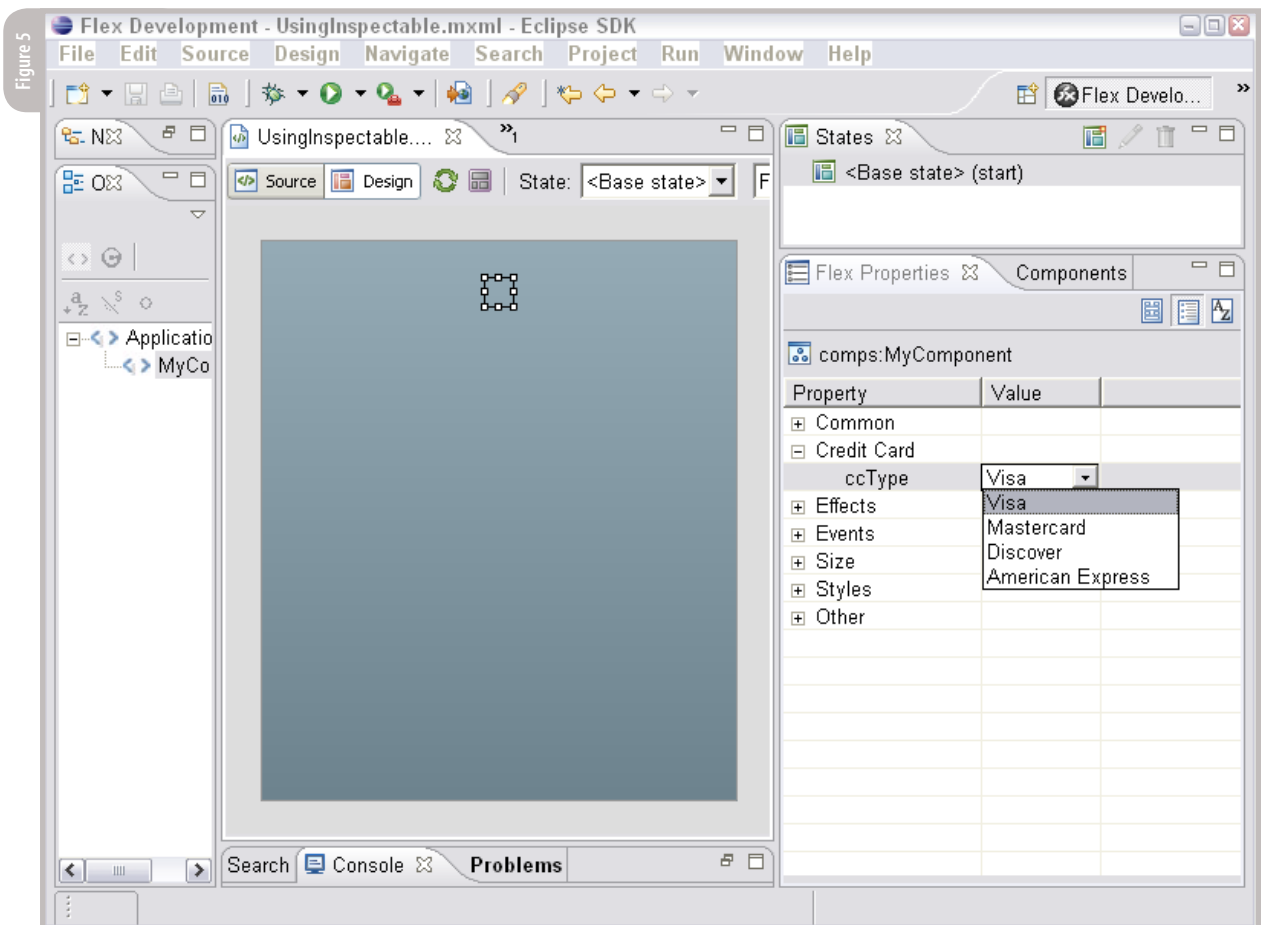 Figure 5
Flex Development - UsingInspectable.mxml - Eclipse SDK
File Edit Source Design Navigate Search Project Run Window Help
010
Flex Develo... »
N
UsingInspectable.... »1
States
O
Source Design State: <Base state> F
<Base state> (start)
Flex Properties Components
a z S
A Z
Applicatio
MyCo
comps:MyComponent
Property Value
Common
Credit Card
ccType Visa
Visa
Mastercard
Discover
American Express
Effects
Events
Size
Styles
Other
Search Console Problems